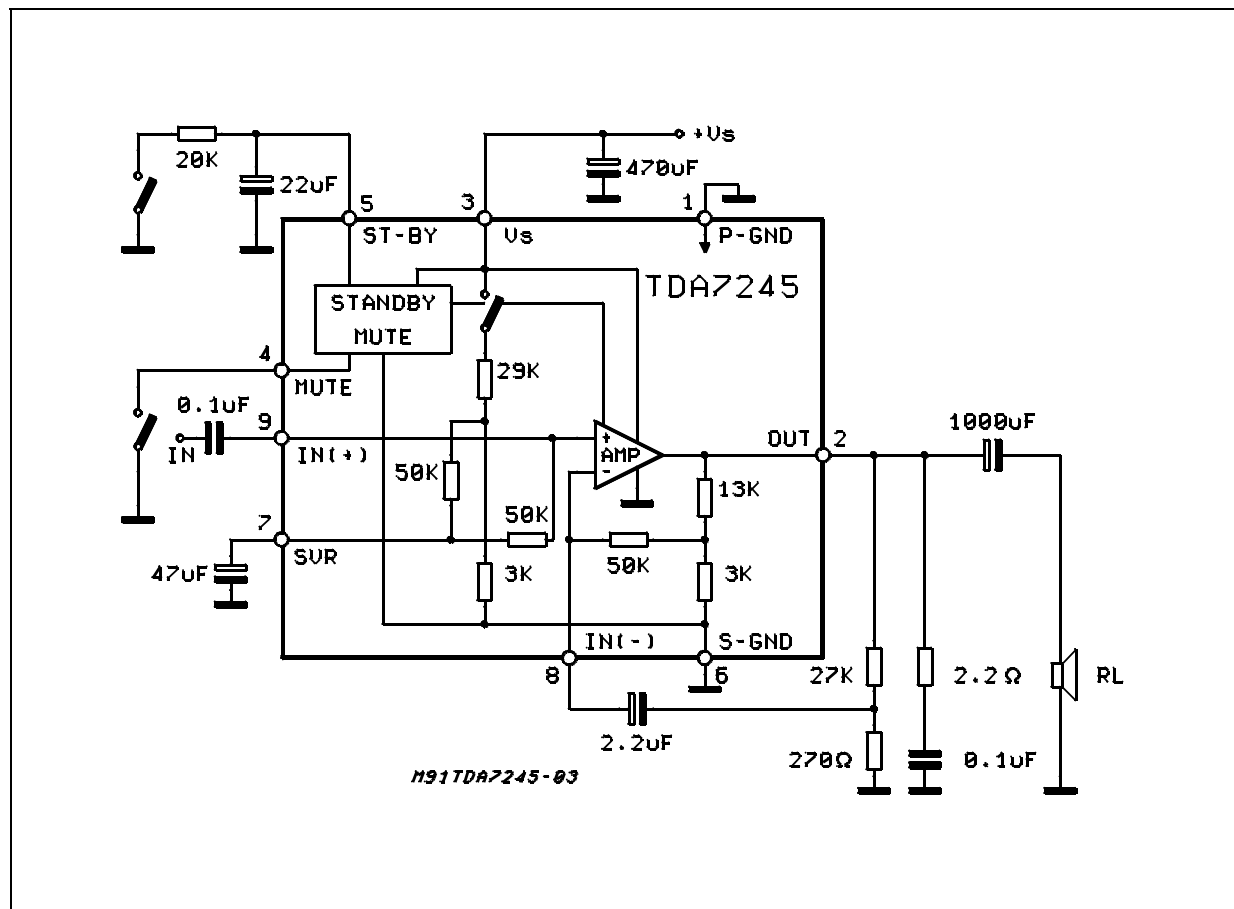 +Vs
20K
22uF
470uF
5
3
1
ST-BY
Vs
P-GND
TDA7245
STANDBY
MUTE
4
MUTE
29K
0.1uF
9
IN
IN(+)
50K
+
AMP
-
OUT
2
1000uF
13K
50K
7
SVR
47uF
3K
50K
3K
IN(-)
S-GND
8
6
27K
2.2Ω
RL
2.2uF
270Ω
0.1uF
M91TDA7245-03